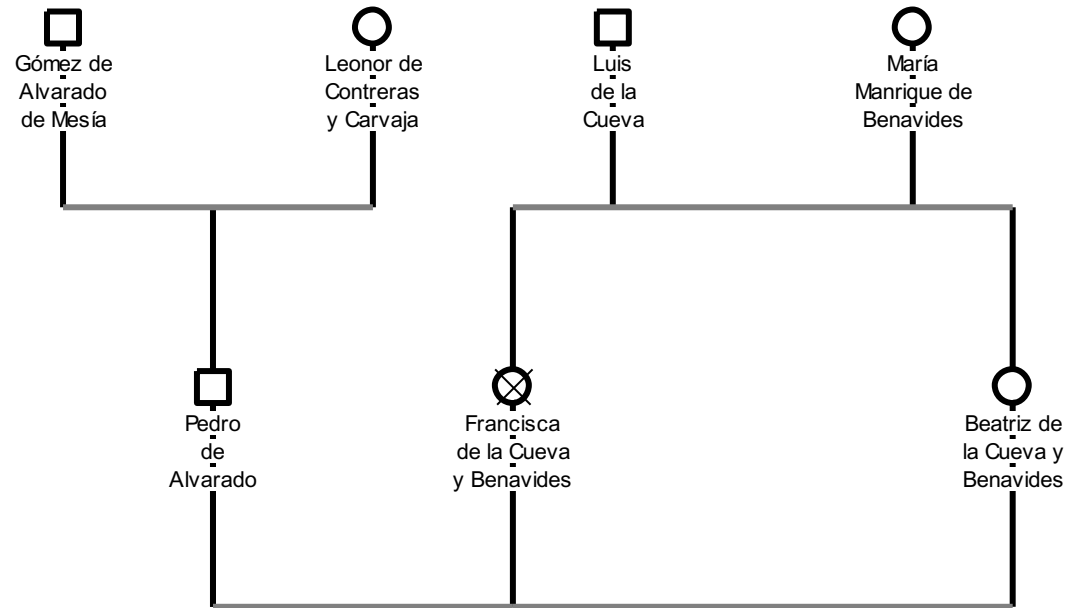 Gómez de
Alvarado
de Mesía
Leonor de
Contreras
y Carvaja
Luis
de la
Cueva
María
Manrique de
Benavides
Pedro
de
Alvarado
Francisca
de la Cueva
y Benavides
Beatriz de
la Cueva y
Benavides